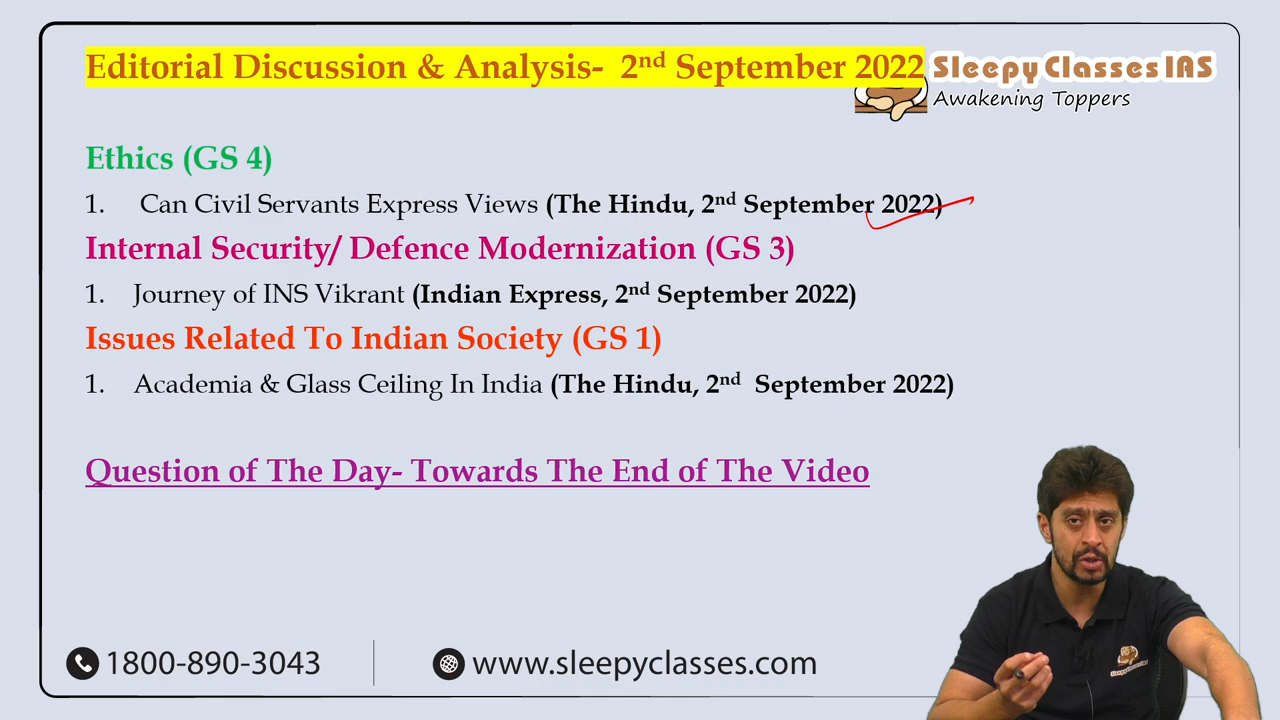 Editorial Discussion & Analysis- 2nd September 2022
SleepyClassesIAS
Awakening Toppers
Ethics (GS 4)
1. Can Civil Servants Express Views (The Hindu, 2nd September 2022)
Internal Security/ Defence Modernization (GS 3)
1. Journey of INS Vikrant (Indian Express, 2nd September 2022)
Issues Related To Indian Society (GS 1)
1. Academia & Glass Ceiling In India (The Hindu, 2nd September 2022)
Question of The Day- Towards The End of The Video
1800-890-3043
www.sleepyclasses.com
SleepyClassesIAS